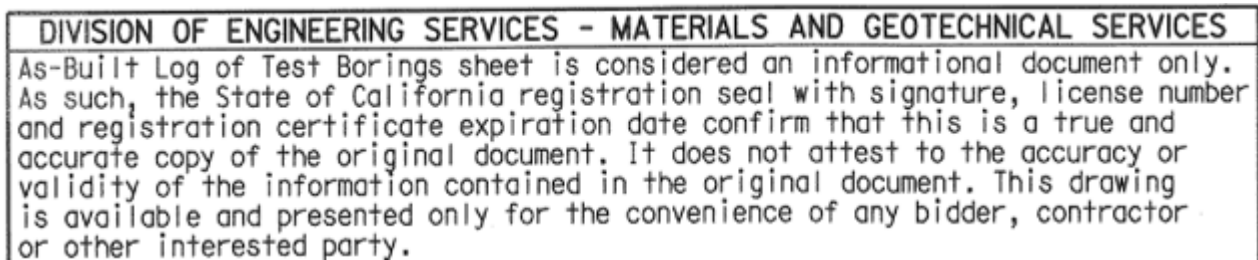 DIVISION OF ENGINEERING SERVICES - MATERIALS AND GEOTECHNICAL SERVICES
As-Built Log of Test Borings sheet is considered an informational document only.
As such, the State of California registration seal with signature, license number
and registration certificate expiration date confirm that this is a true and
accurate copy of the original document. It does not attest to the accuracy or
validity of the information contained in the original document. This drawing
is available and presented only for the convenience of any bidder, contractor
or other interested party.